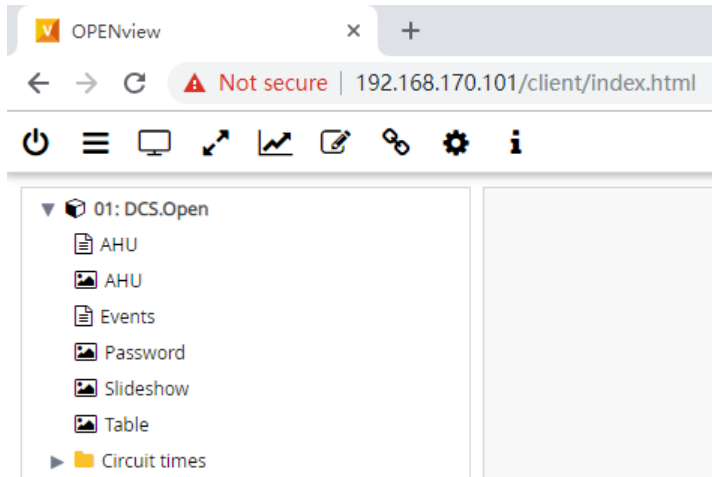 OPENview
Not secure | 192.168.170.101/client/index.html
01: DCS.Open
AHU
AHU
Events
Password
Slideshow
Table
Circuit times